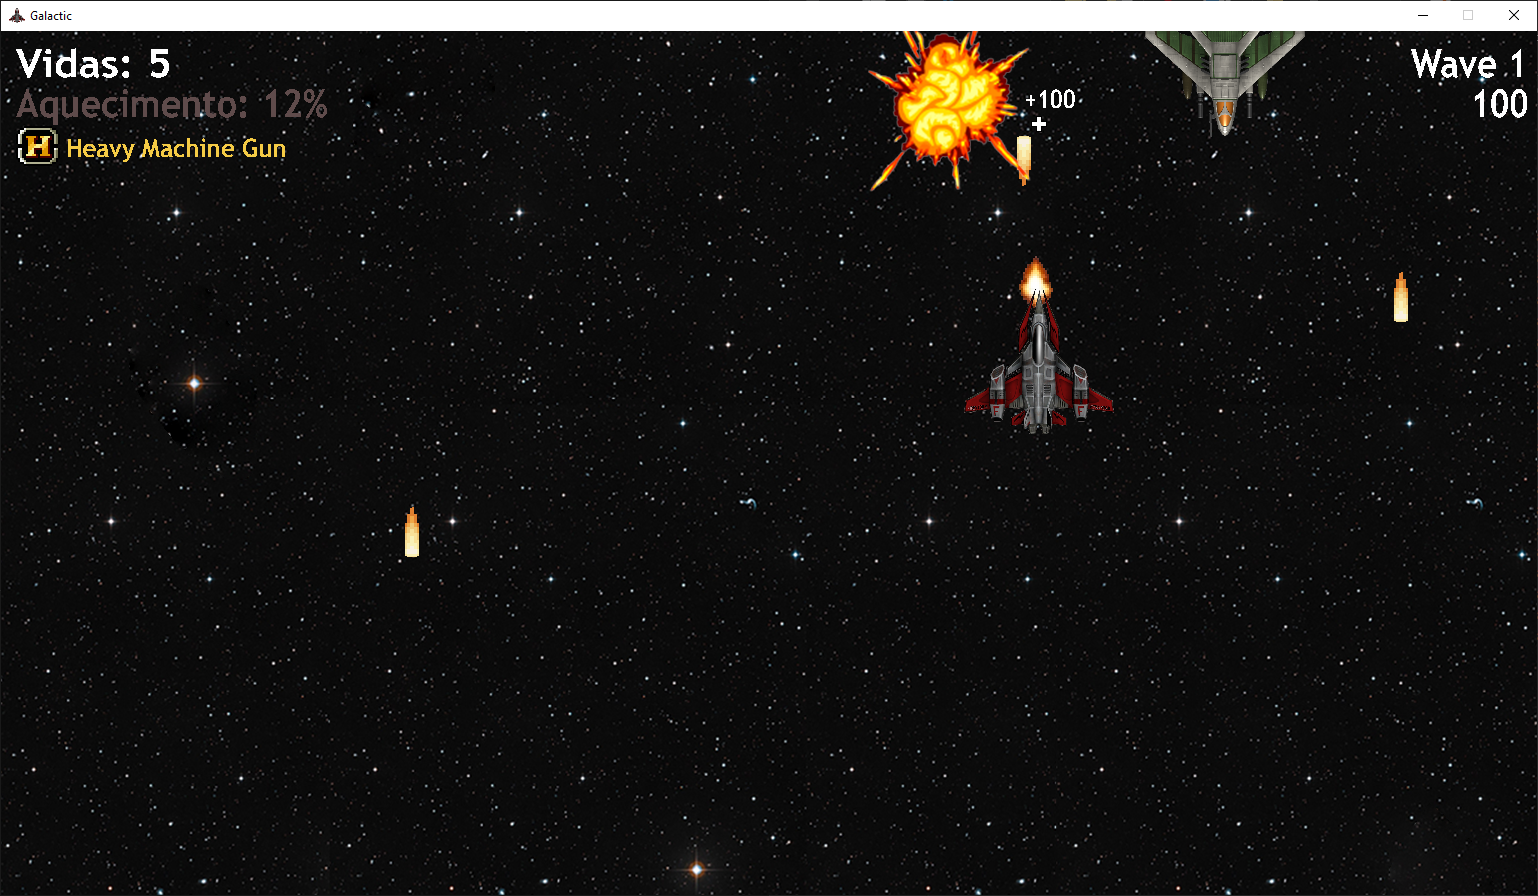 Galactic
Vidas: 5
Aquecimento: 12%
H Heavy Machine Gun
+100
+
Wave 1
100
F F